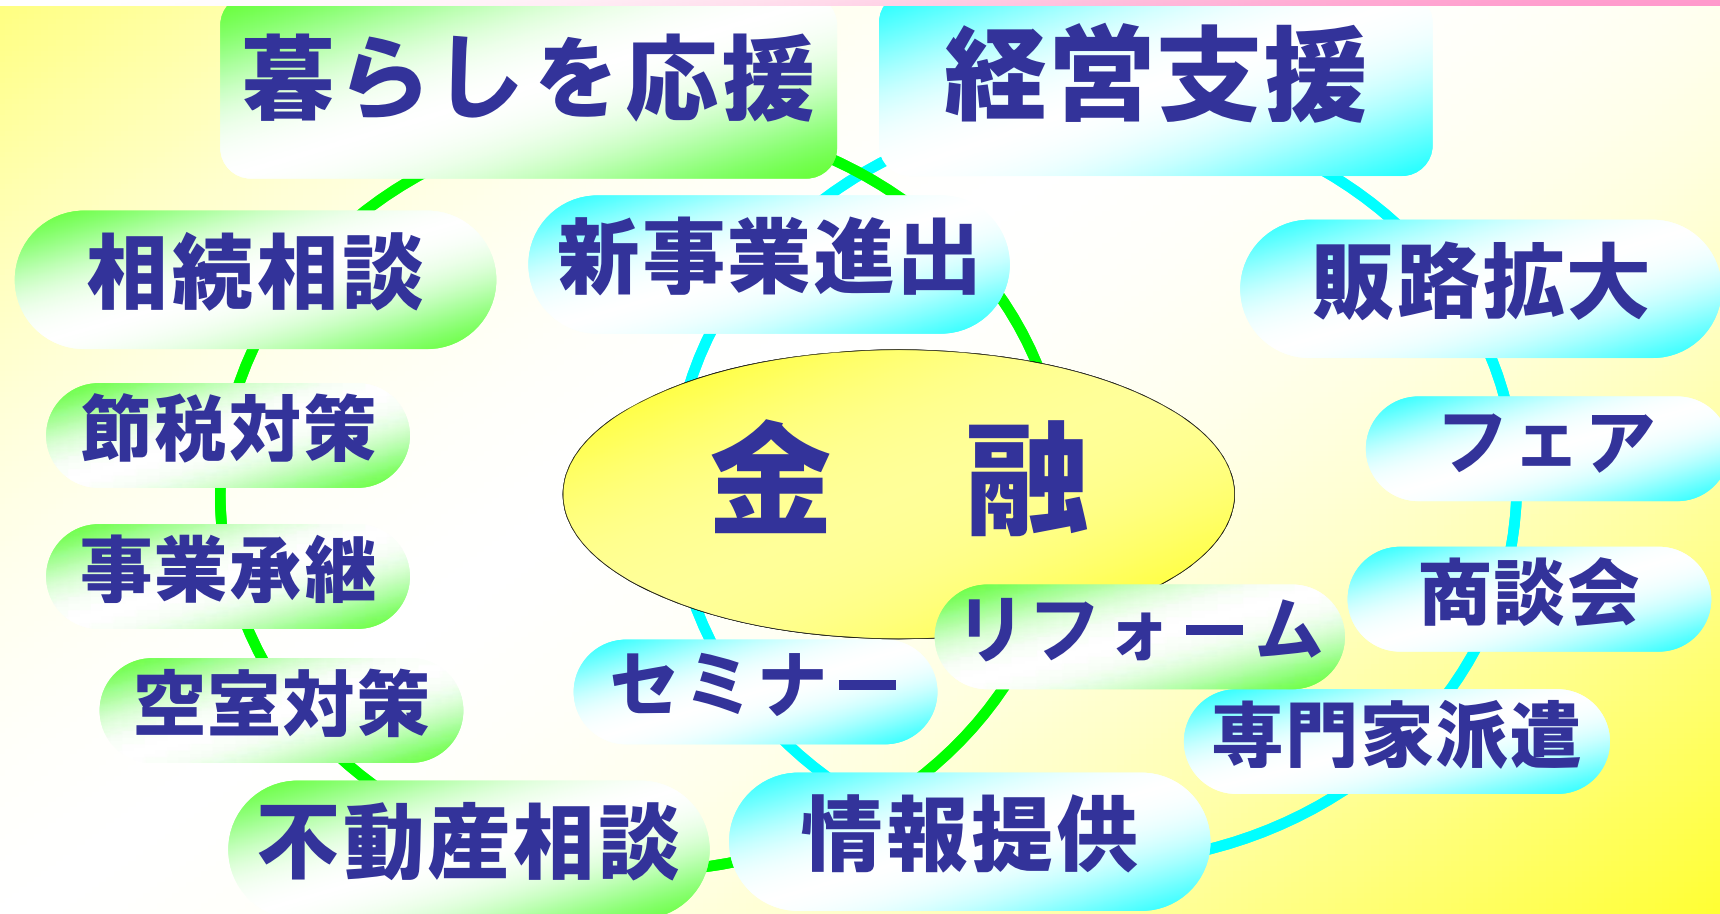 暮らしを応援
経営支援
相続相談
新事業進出
販路拡大
節税対策
金　融
フェア
事業承継
リフォーム
商談会
空室対策
セミナー
専門家派遣
不動産相談
情報提供